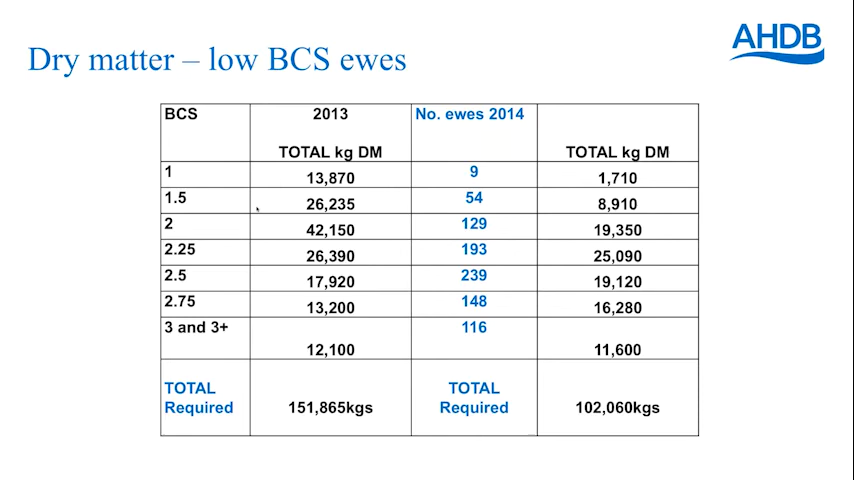 AHDB
Dry matter – low BCS ewes
BCS 2013 No. ewes 2014
TOTAL kg DM TOTAL kg DM
1 13,870 9 1,710
1.5 26,235 54 8,910
2 42,150 129 19,350
2.25 26,390 193 25,090
2.5 17,920 239 19,120
2.75 13,200 148 16,280
3 and 3+ 12,100 116 11,600
TOTAL Required 151,865kgs TOTAL Required 102,060kgs